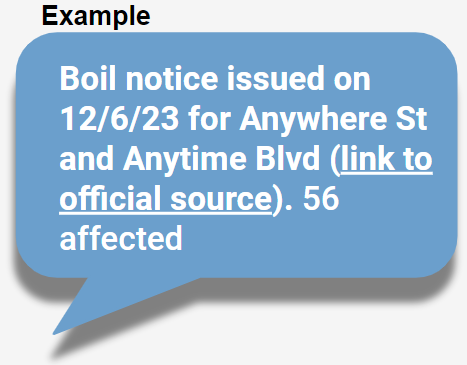 Example
Boil notice issued on
12/6/23 for Anywhere St
and Anytime Blvd (link to
official source). 56
affected